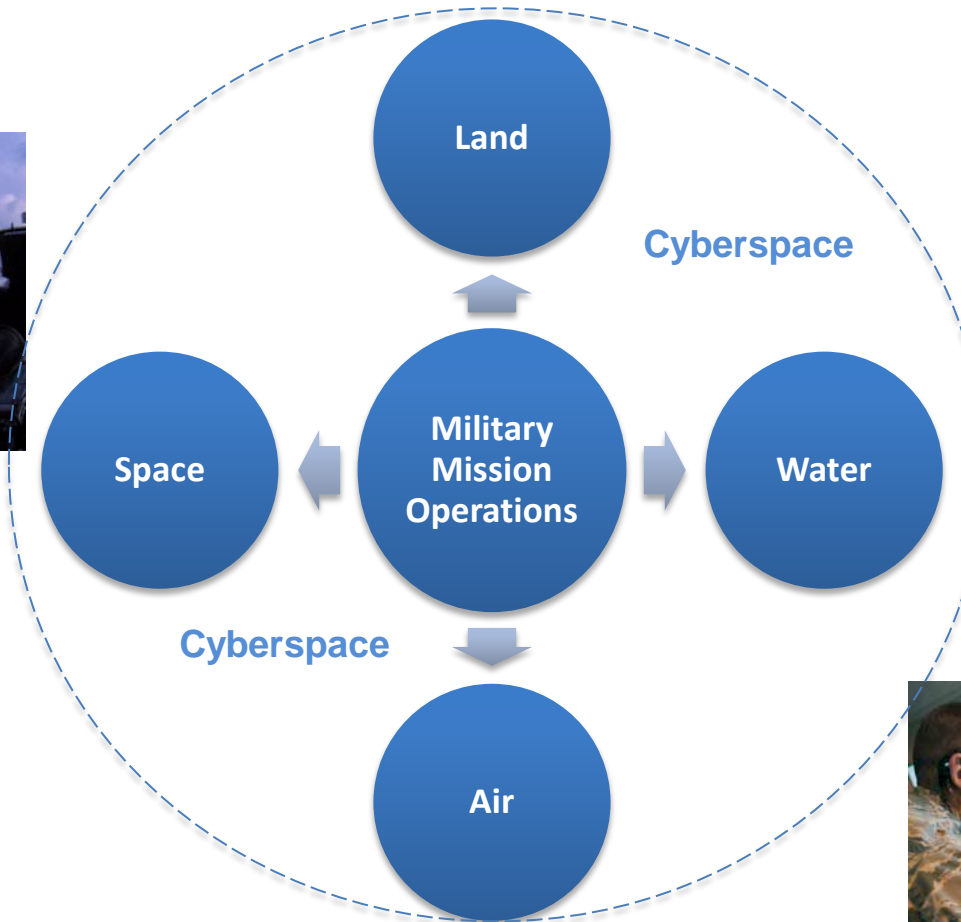 Land
Cyberspace
Military
Mission
Operations
Space
Water
Cyberspace
Air